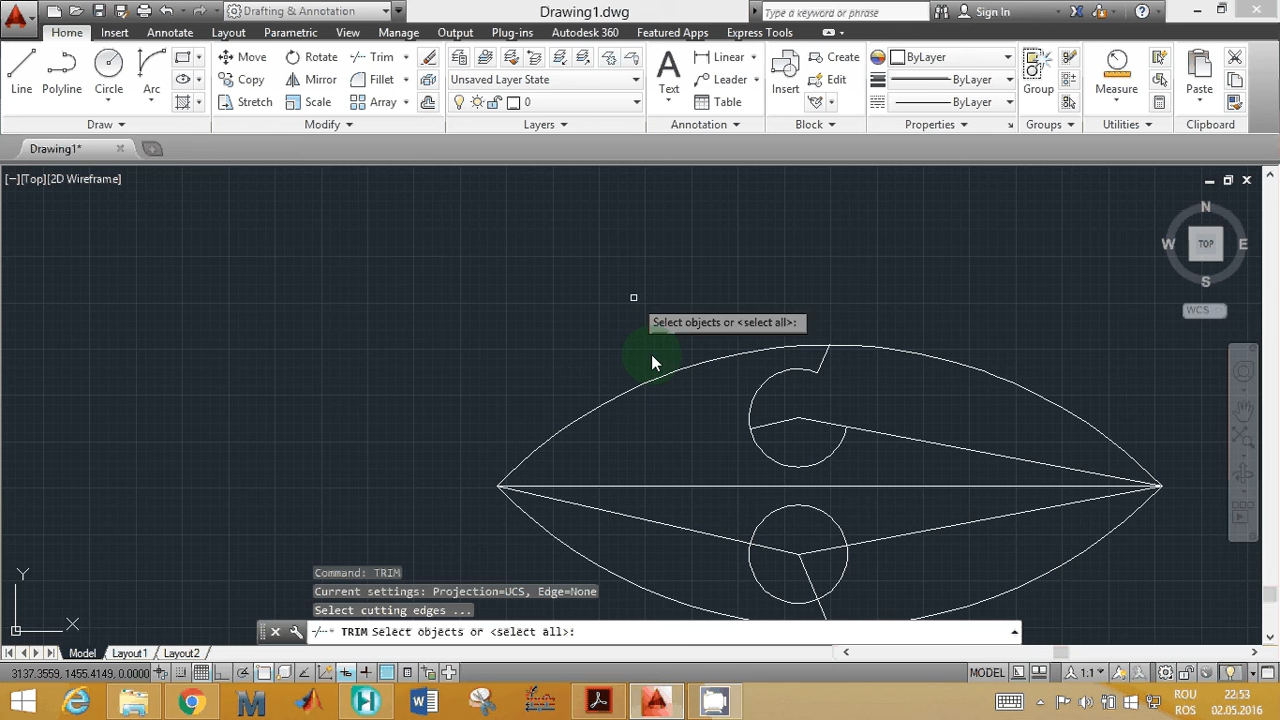 Drafting & Annotation
Drawing1.dwg
Type a keyword or phrase
Sign In
Home Insert Annotate Layout Parametric View Manage Output Plug-ins Autodesk 360 Featured Apps Express Tools
Line Polyline Circle Arc
Move Rotate Trim
Copy Mirror Fillet
Stretch Scale Array
Unsaved Layer State
0
Text
Linear
Leader
Table
Insert
Create
Edit
ByLayer
ByLayer
ByLayer
Group
Measure
Paste
Draw Modify Layers Annotation Block Properties Groups Utilities Clipboard
Drawing1*
[−][Top][2D Wireframe]
N
W TOP E
S
WCS
Select objects or <select all>:
Y
X
Command: TRIM
Current settings: Projection=UCS, Edge=None
Select cutting edges ...
TRIM Select objects or <select all>:
Model Layout1 Layout2
3137.3559, 1455.4149, 0.0000
MODEL
1:1
ROU 22:53
ROS 02.05.2016